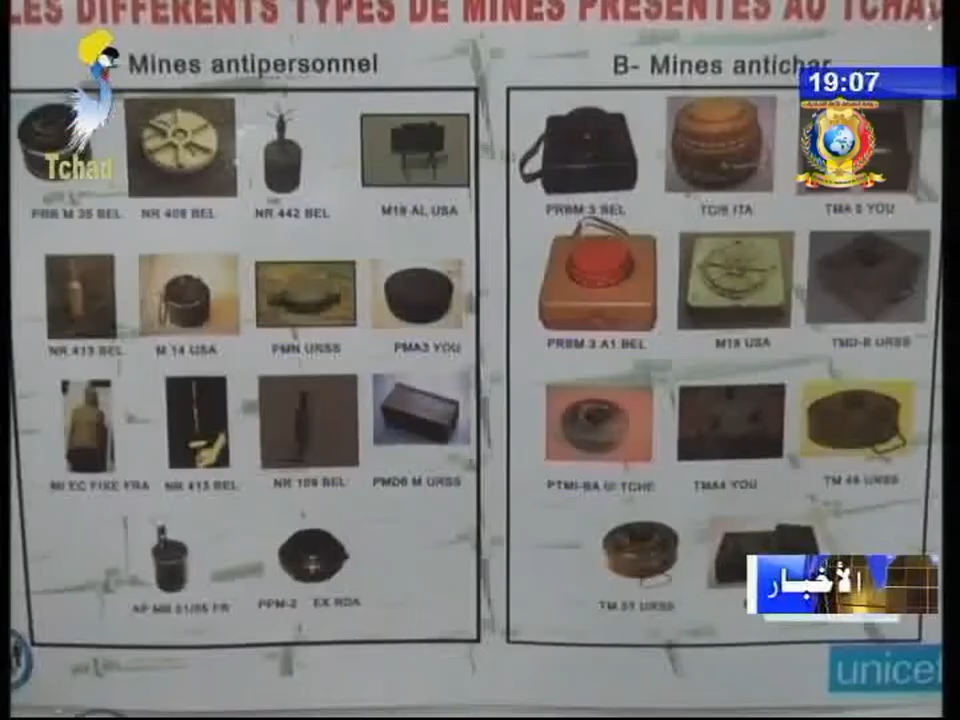 LES DIFFERENTS TYPES DE MINES PRESENTES AU TCHAD
Mines antipersonnel
B- Mines antichar
19:07
Tchad
PRB M 35 BEL
NR 409 BEL
NR 442 BEL
M18 A1 USA
PRBM 3 BEL
TC/6 ITA
TMA 5 YOU
NR 413 BEL
M 14 USA
PMN URSS
PMA3 YOU
PRBM 3 A1 BEL
M19 USA
TMD-B URSS
MI EC FIXE FRA
NR 413 BEL
NR 109 BEL
PMD6 M URSS
PTMI-BA III TCHE
TMA4 YOU
TM 46 URSS
AP MB 51/55 FR
PPM-2 EX RDA
TM 57 URSS
الأخبار
unicef